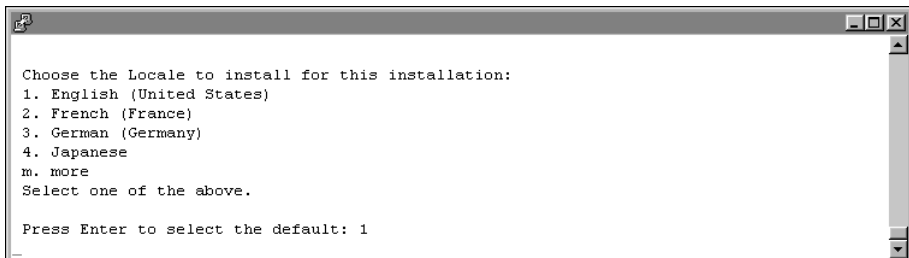 Choose the Locale to install for this installation:
1. English (United States)
2. French (France)
3. German (Germany)
4. Japanese
m. more
Select one of the above.
Press Enter to select the default: 1